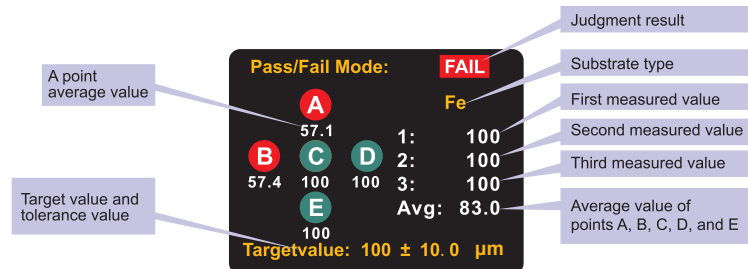 Judgment result
Pass/Fail Mode: FAIL
Substrate type
A point
average value
A
Fe
First measured value
57.1
1: 100
Second measured value
B C D
2: 100
Third measured value
57.4 100 100
3: 100
Target value and
tolerance value
E
Avg: 83.0
Average value of
points A, B, C, D, and E
100
Targetvalue: 100 ± 10.0 μm